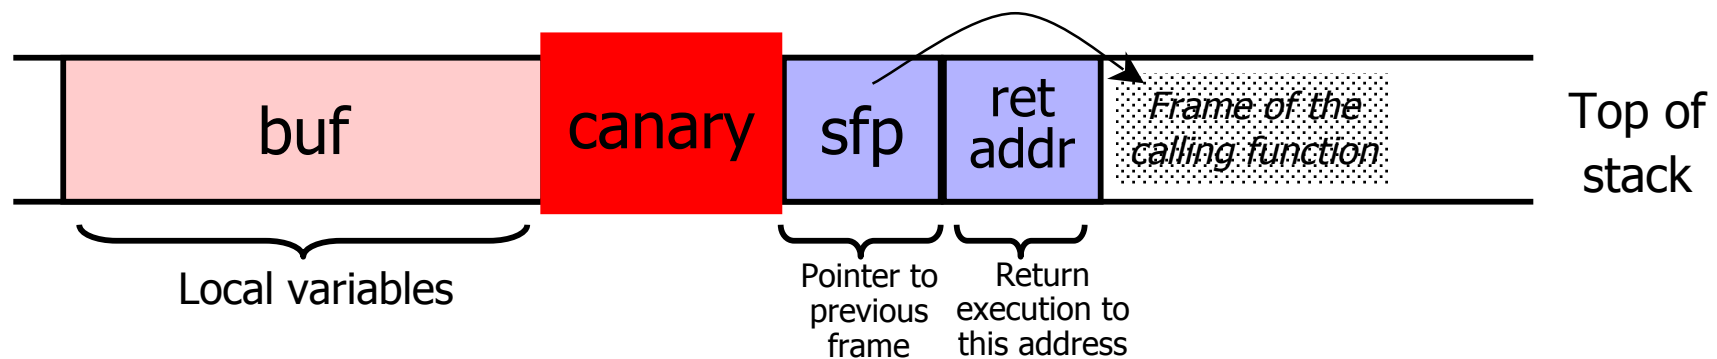 buf
canary
sfp
ret
addr
Frame of the
calling function
Top of
stack
Local variables
Pointer to
previous
frame
Return
execution to
this address